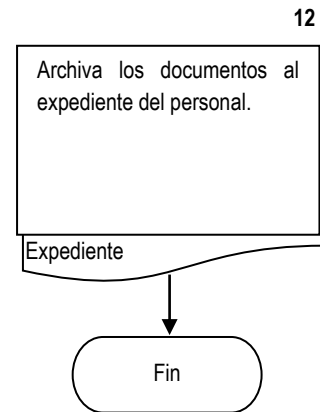 12
Archiva los documentos al
expediente del personal.
Expediente
Fin